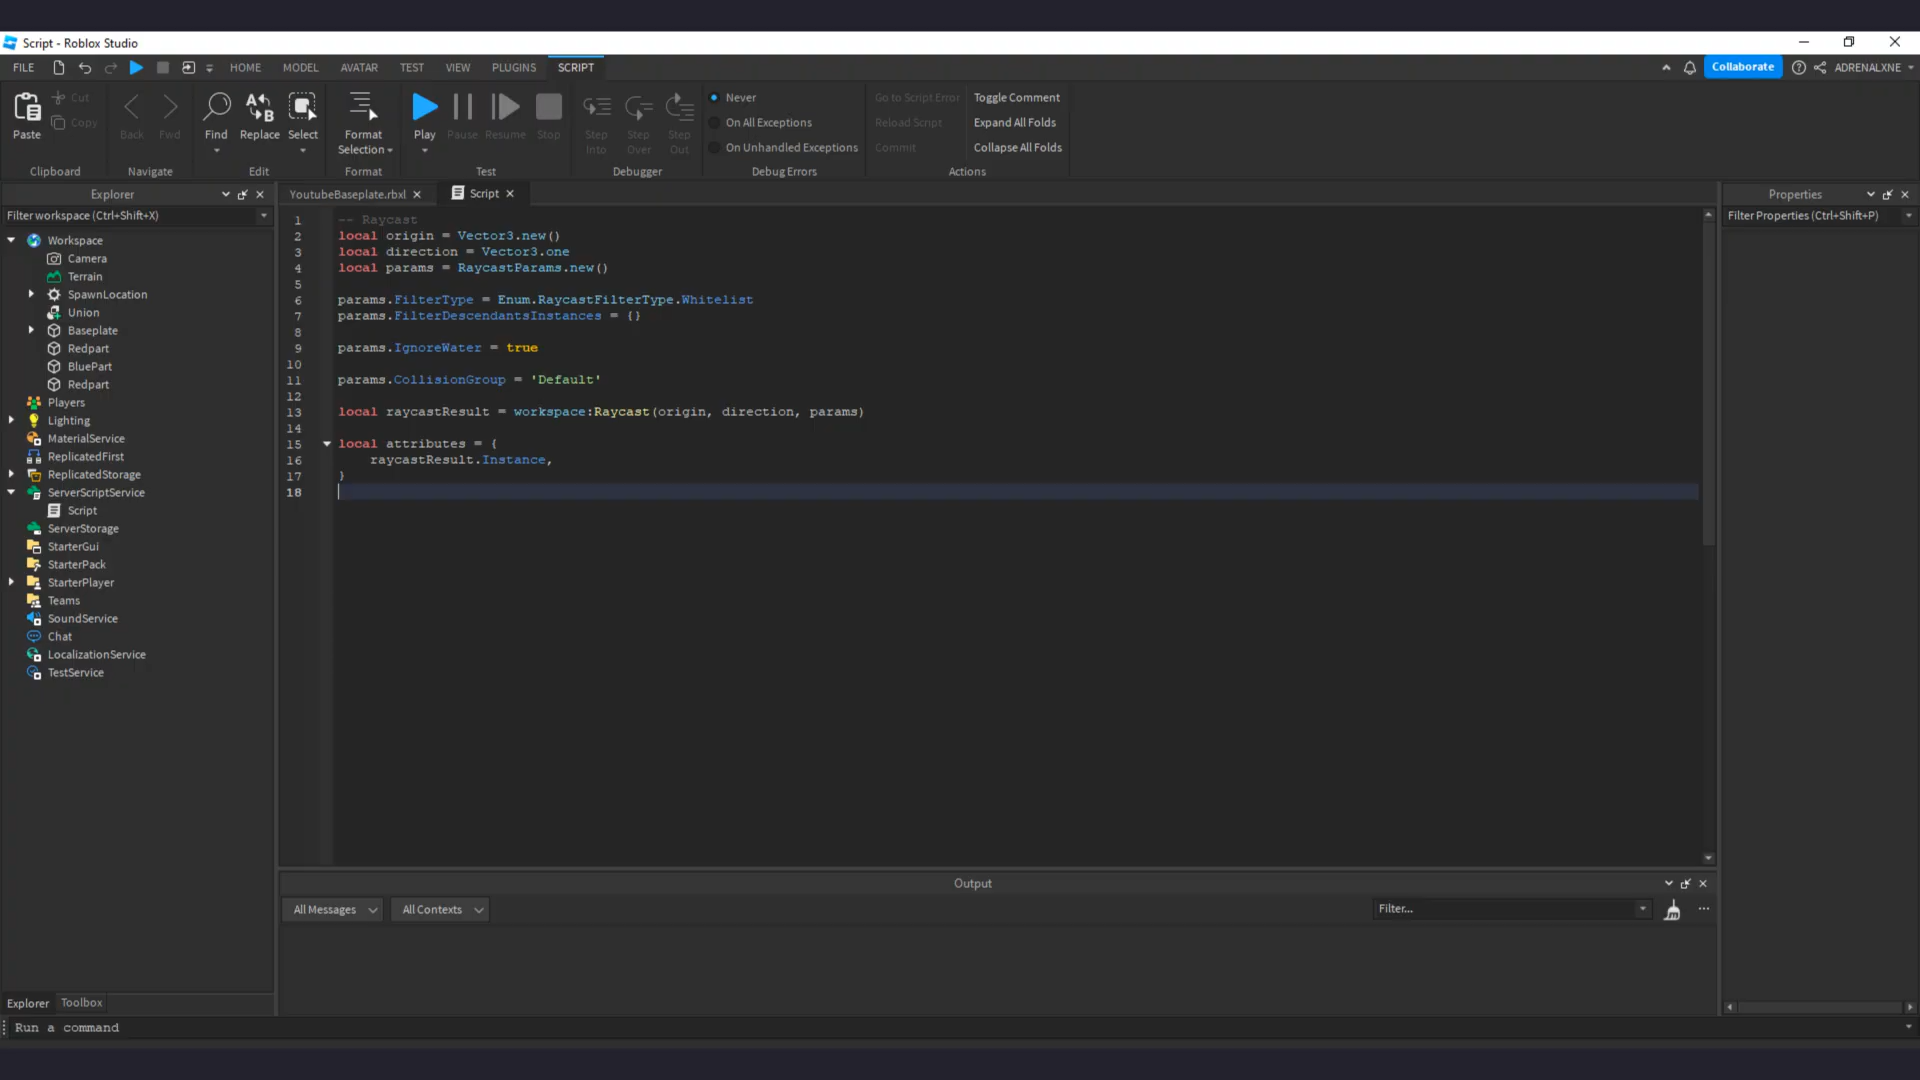 Script - Roblox Studio
FILE HOME MODEL AVATAR TEST VIEW PLUGINS SCRIPT Collaborate ADRENALXNE
Paste Cut Copy
Clipboard
Back Fwd
Navigate
Find Replace Select
Edit
Format Selection
Format
Play Pause Resume Stop
Test
Step Into Step Over Step Out
Debugger
Never
On All Exceptions
On Unhandled Exceptions
Debug Errors
Go to Script Error Toggle Comment
Reload Script Expand All Folds
Commit Collapse All Folds
Actions
Explorer
Filter workspace (Ctrl+Shift+X)
Workspace
Camera
Terrain
SpawnLocation
Union
Baseplate
Redpart
BluePart
Redpart
Players
Lighting
MaterialService
ReplicatedFirst
ReplicatedStorage
ServerScriptService
Script
ServerStorage
StarterGui
StarterPack
StarterPlayer
Teams
SoundService
Chat
LocalizationService
TestService
Explorer Toolbox
YoutubeBaseplate.rbxl Script
1 -- Raycast
2 local origin = Vector3.new()
3 local direction = Vector3.one
4 local params = RaycastParams.new()
5
6 params.FilterType = Enum.RaycastFilterType.Whitelist
7 params.FilterDescendantsInstances = {}
8
9 params.IgnoreWater = true
10
11 params.CollisionGroup = 'Default'
12
13 local raycastResult = workspace:Raycast(origin, direction, params)
14
15 local attributes = {
16 raycastResult.Instance,
17 }
18
Output
All Messages All Contexts Filter...
Properties
Filter Properties (Ctrl+Shift+P)
Run a command